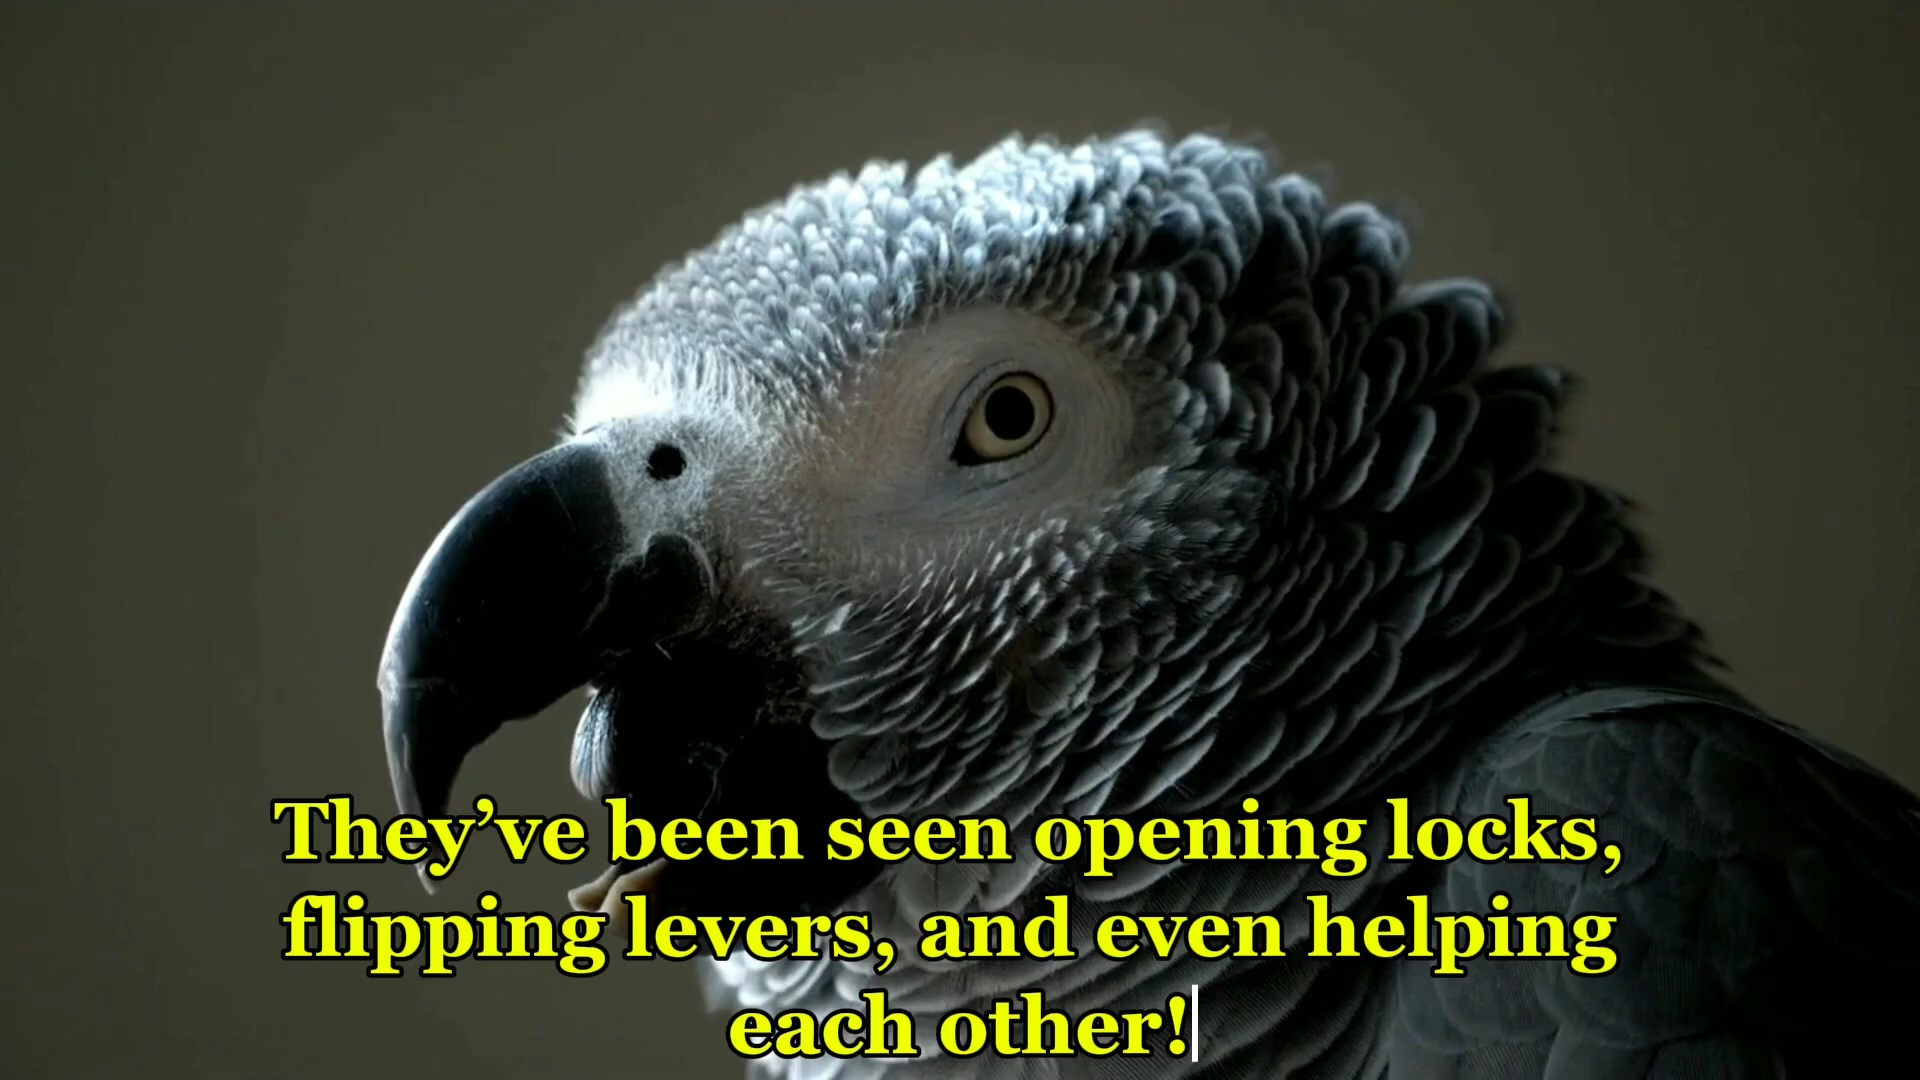 They’ve been seen opening locks,
flipping levers, and even helping
each other!